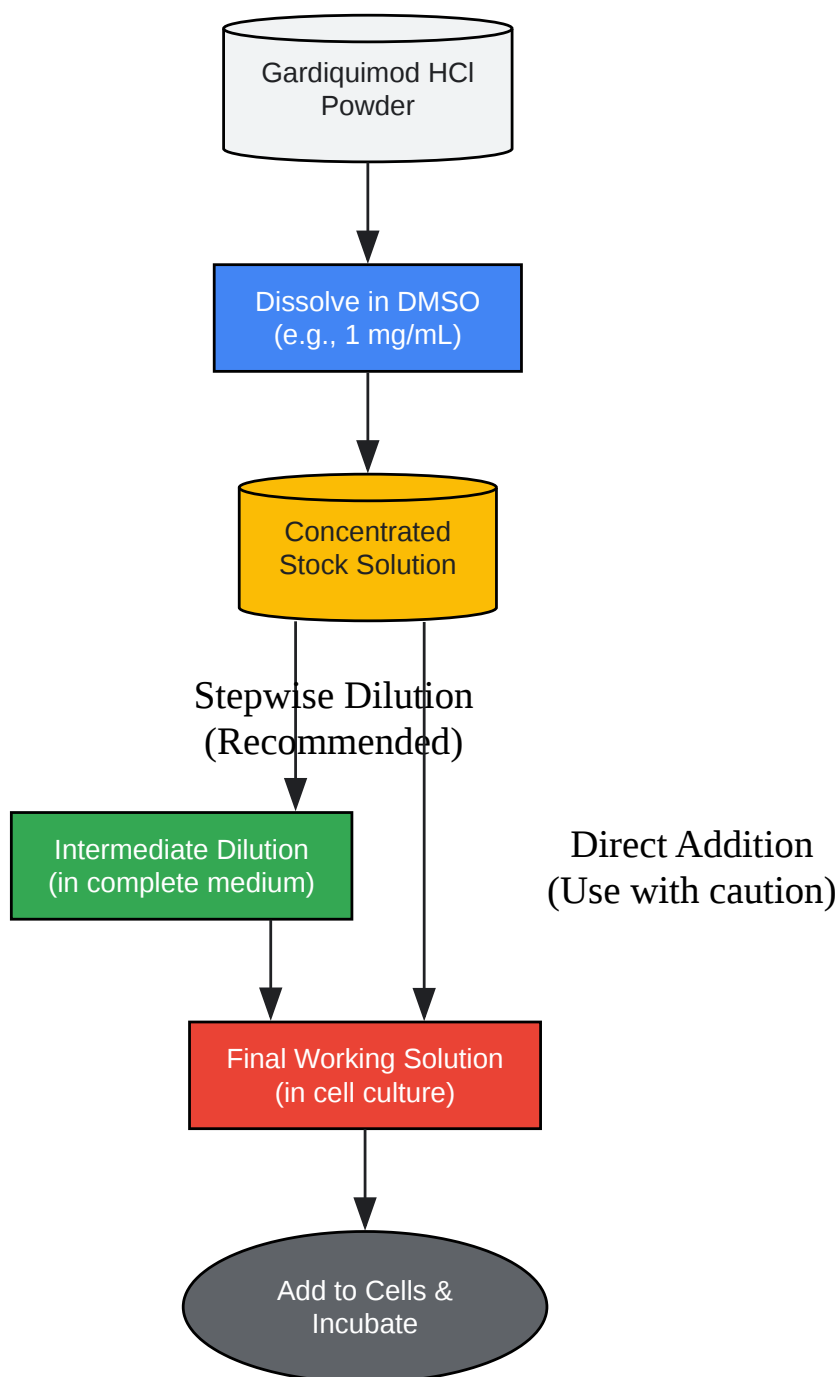 Gardiquimod HCl
Powder
Dissolve in DMSO
(e.g., 1 mg/mL)
Concentrated
Stock Solution
Stepwise Dilution
(Recommended)
Intermediate Dilution
(in complete medium)
Direct Addition
(Use with caution)
Final Working Solution
(in cell culture)
Add to Cells &
Incubate